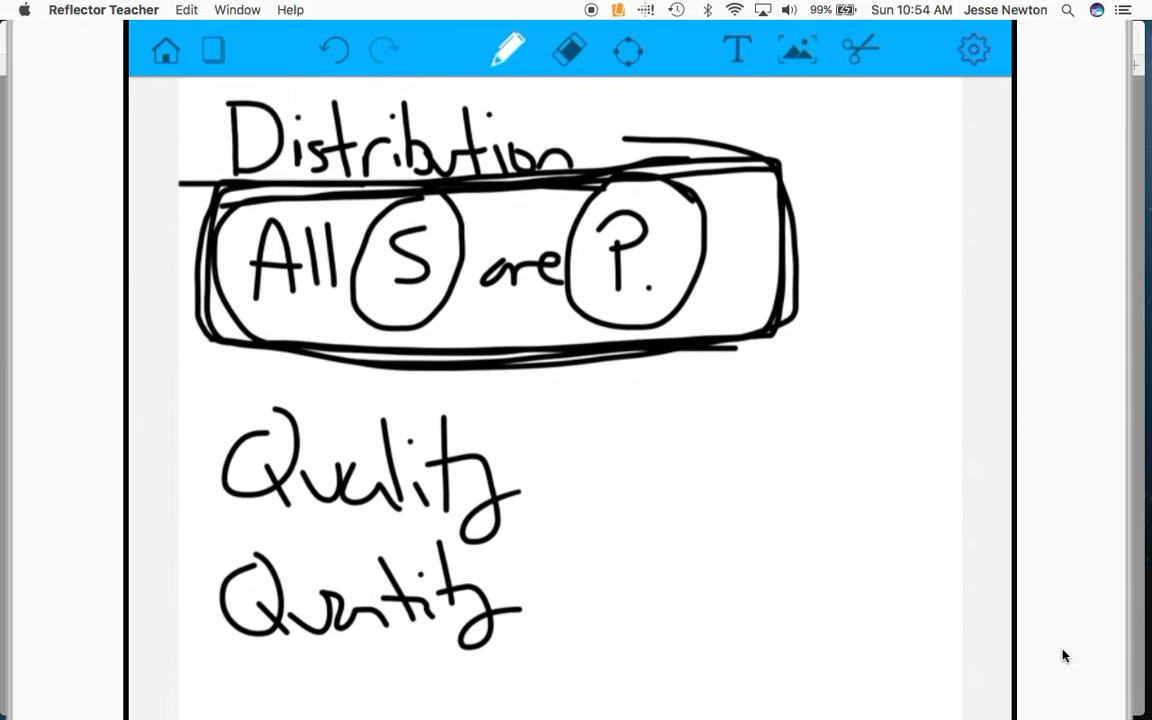 Reflector Teacher Edit Window Help 99% Sun 10:54 AM Jesse Newton
T
Distribution
All S are P.
Quality
Quantity